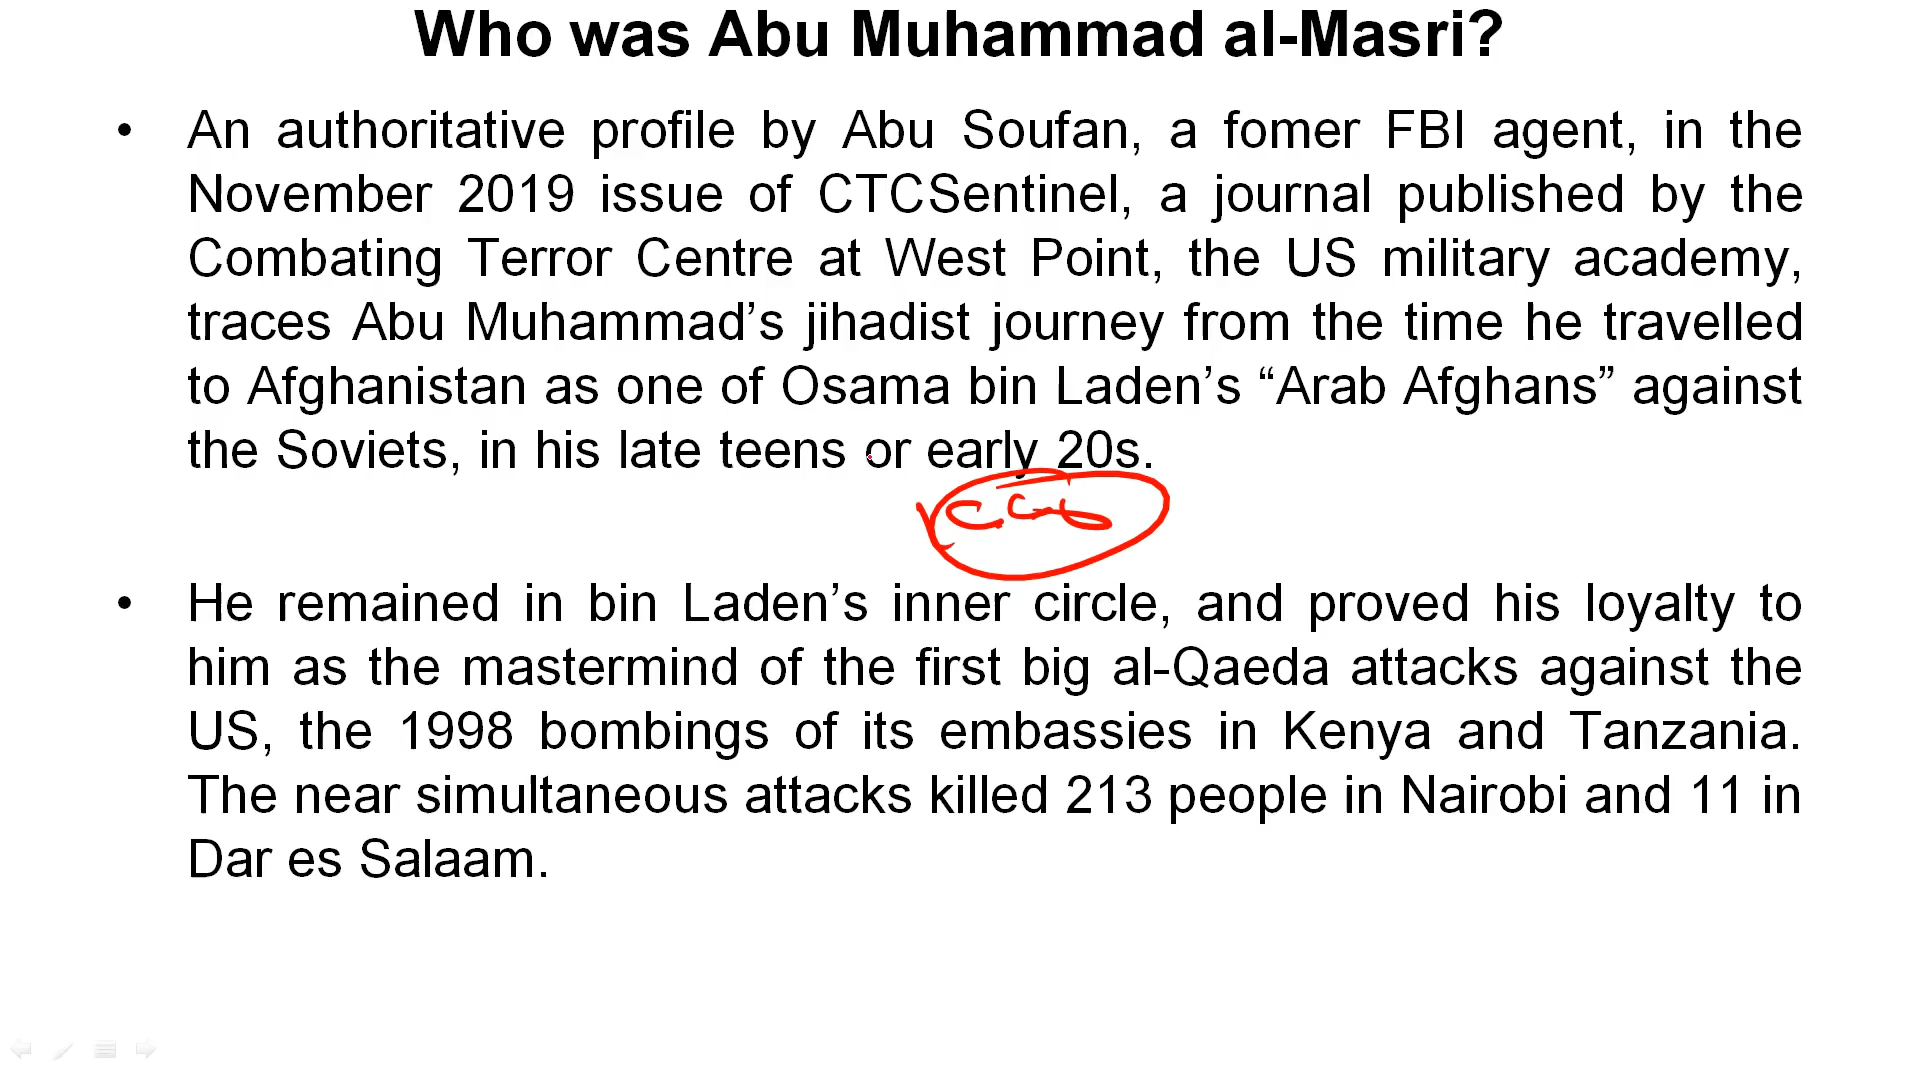 Who was Abu Muhammad al-Masri?
• An authoritative profile by Abu Soufan, a fomer FBI agent, in the
November 2019 issue of CTCSentinel, a journal published by the
Combating Terror Centre at West Point, the US military academy,
traces Abu Muhammad’s jihadist journey from the time he travelled
to Afghanistan as one of Osama bin Laden’s “Arab Afghans” against
the Soviets, in his late teens or early 20s.
• He remained in bin Laden’s inner circle, and proved his loyalty to
him as the mastermind of the first big al-Qaeda attacks against the
US, the 1998 bombings of its embassies in Kenya and Tanzania.
The near simultaneous attacks killed 213 people in Nairobi and 11 in
Dar es Salaam.